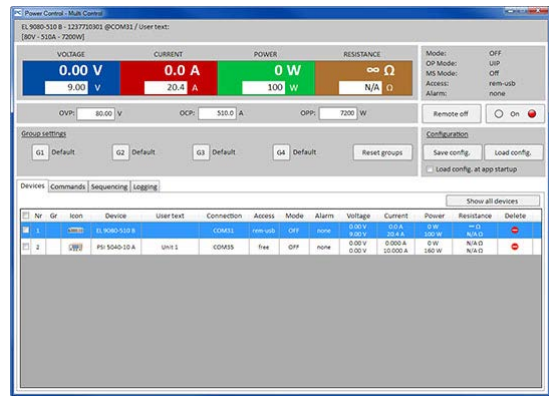 Power Control - Multi Control
EL 9080-510 B - 1237710301 @COM31 / User text:
[80V - 510A - 7200W]
VOLTAGE CURRENT POWER RESISTANCE
0.00 V 0.0 A 0 W ∞ Ω
9.00 V 20.4 A 100 W N/A Ω
Mode: OFF
OP Mode: UIP
MS Mode: Off
Access: rem-usb
Alarm: none
OVP: 80.00 V OCP: 510.0 A OPP: 7200 W
Remote off On
Group settings
G1 Default G2 Default G3 Default G4 Default Reset groups
Configuration
Save config. Load config.
Load config. at app startup
Devices Commands Sequencing Logging
Show all devices
Nr Gr Icon Device User text Connection Access Mode Alarm Voltage Current Power Resistance Delete
1 EL 9080-510 B COM31 rem-usb OFF none 0.00 V 0.0 A 0 W ∞ Ω
9.00 V 20.4 A 100 W N/A Ω
2 PSI 5040-10 A Unit 1 COM35 free OFF none 0.00 V 0.000 A 0 W N/A Ω
0.00 V 10.000 A 160 W N/A Ω